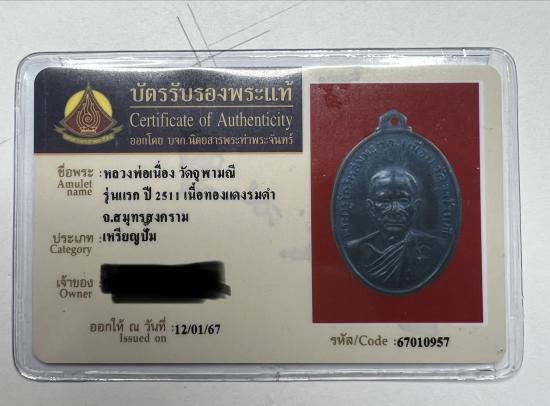 บัตรรับรองพระแท้
Certificate of Authenticity
ออกโดย บจก.นิตยสารพระท่าพระจันทร์
ชื่อพระ : หลวงพ่อเนื่อง วัดจุฬามณี
Amulet name
รุ่นแรก ปี 2511 เนื้อทองแดงรมดำ
จ.สมุทรสงคราม
ประเภท : เหรียญปั๊ม
Category
เจ้าของ :
Owner
ออกให้ ณ วันที่ : 12/01/67
Issued on
รหัส/Code : 67010957